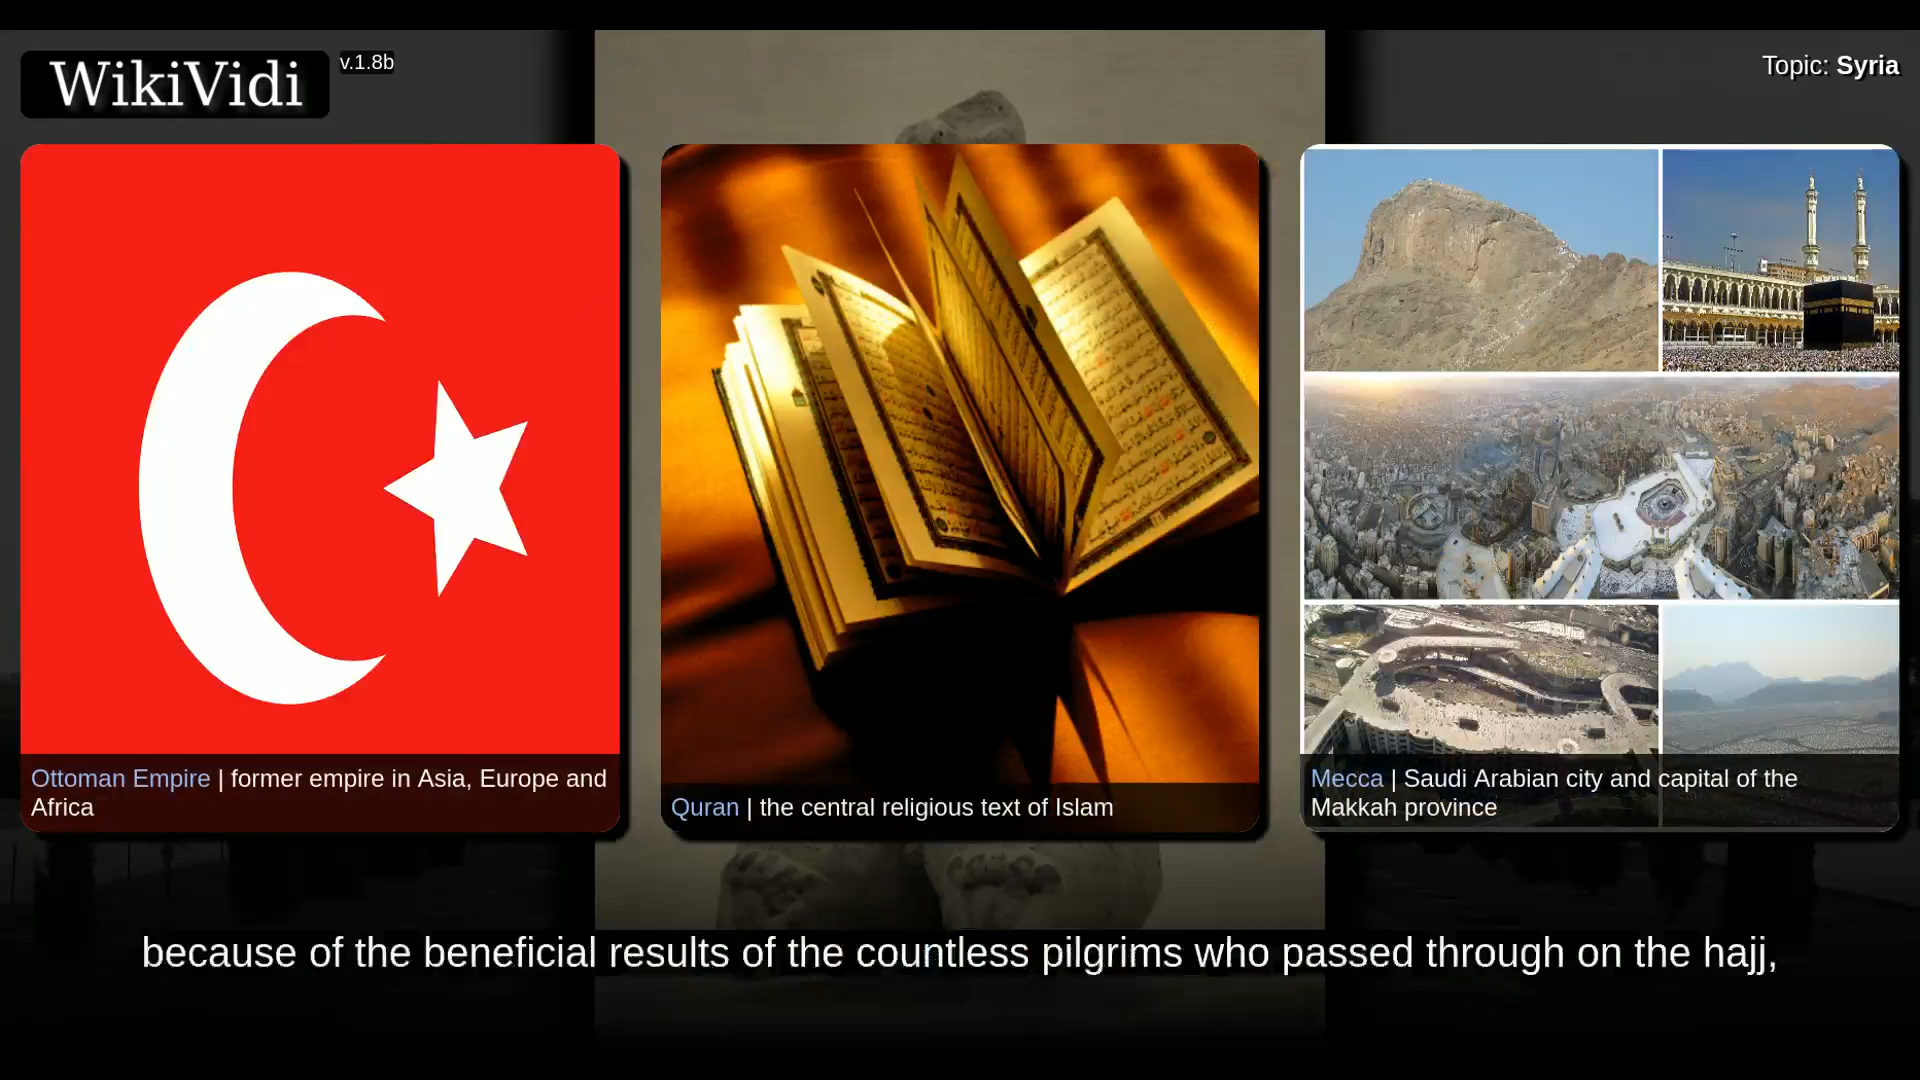 WikiVidi
v.1.8b
Topic: Syria
Ottoman Empire | former empire in Asia, Europe and
Africa
Quran | the central religious text of Islam
Mecca | Saudi Arabian city and capital of the
Makkah province
because of the beneficial results of the countless pilgrims who passed through on the hajj,